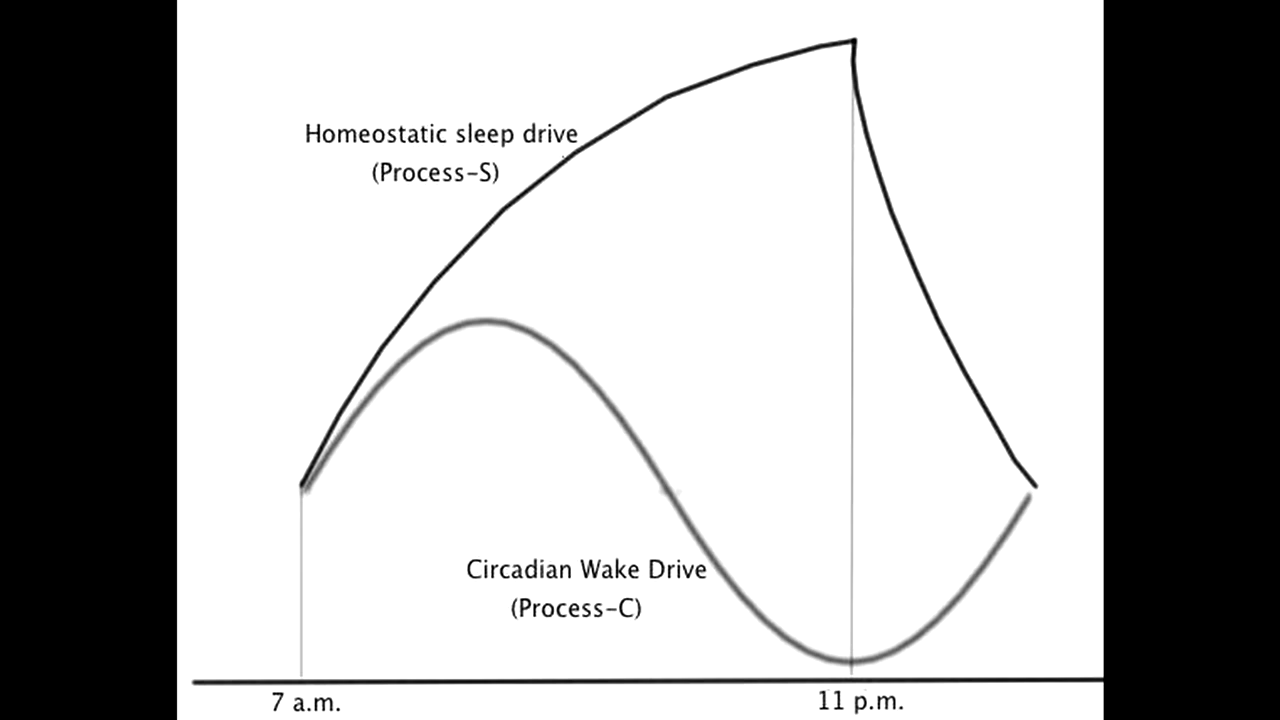 Homeostatic sleep drive
(Process-S)
Circadian Wake Drive
(Process-C)
7 a.m.
11 p.m.